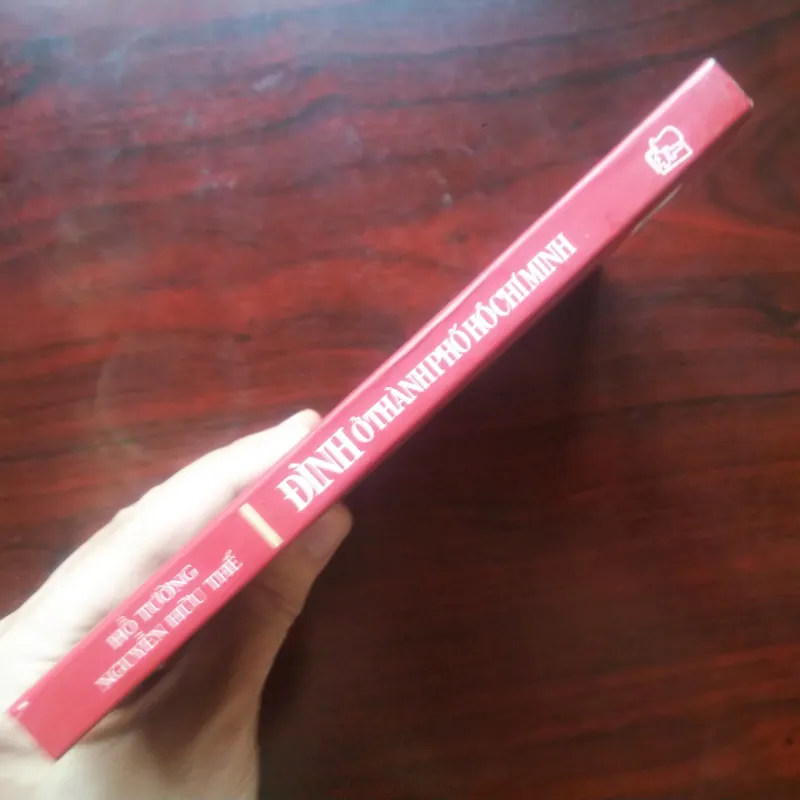 HỒ TƯỜNG
NGUYỄN HỮU THẾ
ĐÌNH Ở THÀNH PHỐ HỒ CHÍ MINH